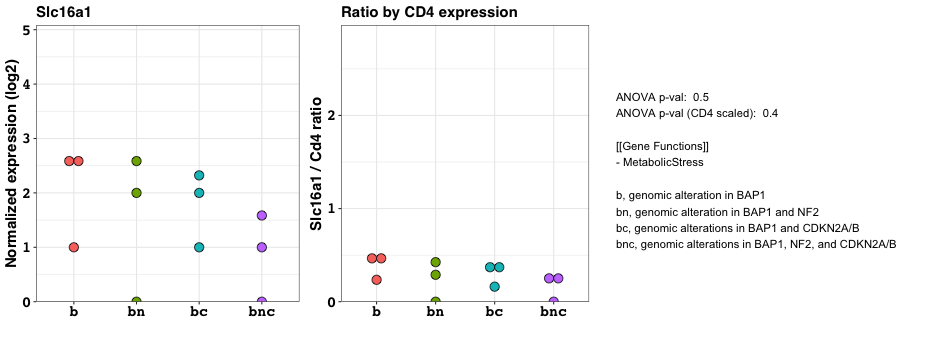 Slc16a1
Normalized expression (log2)
5
4
3
2
1
0
b bn bc bnc
Ratio by CD4 expression
Slc16a1 / Cd4 ratio
2
1
0
b bn bc bnc
ANOVA p-val: 0.5
ANOVA p-val (CD4 scaled): 0.4
[[Gene Functions]]
- MetabolicStress
b, genomic alteration in BAP1
bn, genomic alteration in BAP1 and NF2
bc, genomic alterations in BAP1 and CDKN2A/B
bnc, genomic alterations in BAP1, NF2, and CDKN2A/B